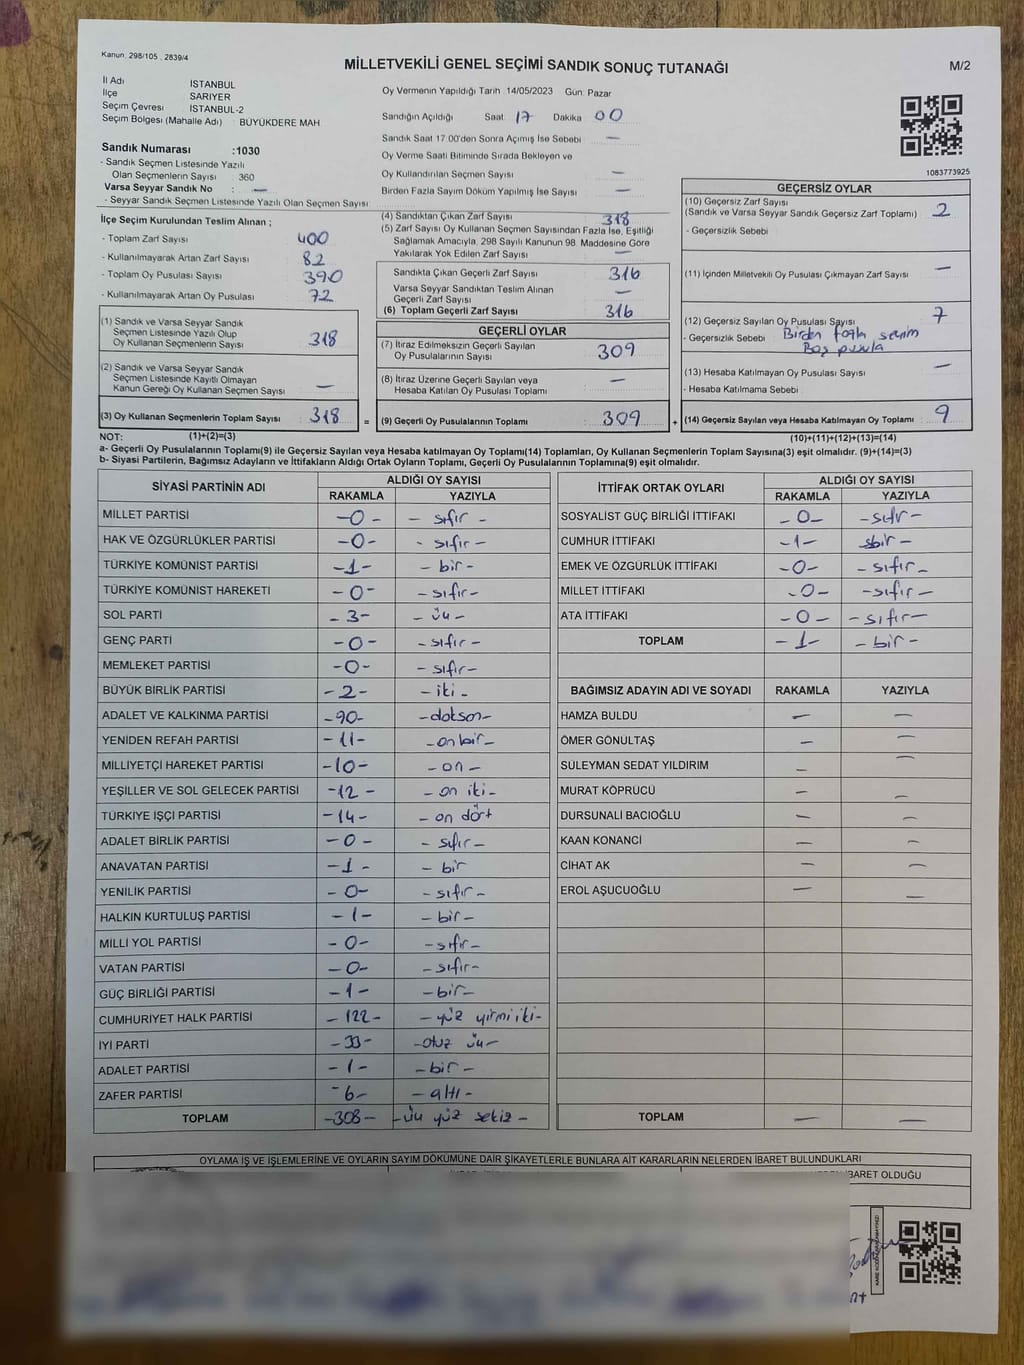 Kanun: 298/105 , 2839/4
MİLLETVEKİLİ GENEL SEÇİMİ SANDIK SONUÇ TUTANAĞI
M/2
İl Adı İSTANBUL
İlçe SARIYER
Seçim Çevresi İSTANBUL-2
Seçim Bölgesi (Mahalle Adı) : BÜYÜKDERE MAH
Sandık Numarası :1030
- Sandık Seçmen Listesinde Yazılı
Olan Seçmenlerin Sayısı : 360
Varsa Seyyar Sandık No : —
- Seyyar Sandık Seçmen Listesinde Yazılı Olan Seçmen Sayısı:
Oy Vermenin Yapıldığı Tarih :14/05/2023 Gün: Pazar
Sandığın Açıldığı Saat: 17 Dakika 00
Sandık Saat 17.00'den Sonra Açılmış İse Sebebi —
Oy Verme Saati Bitiminde Sırada Bekleyen ve
Oy Kullandırılan Seçmen Sayısı —
Birden Fazla Sayım Döküm Yapılmış İse Sayısı —
1083773925
İlçe Seçim Kurulundan Teslim Alınan ;
- Toplam Zarf Sayısı 400
- Kullanılmayarak Artan Zarf Sayısı 82
- Toplam Oy Pusulası Sayısı 390
- Kullanılmayarak Artan Oy Pusulası 72
(4) Sandıktan Çıkan Zarf Sayısı 318
(5) Zarf Sayısı Oy Kullanan Seçmen Sayısından Fazla İse, Eşitliği
Sağlamak Amacıyla, 298 Sayılı Kanunun 98. Maddesine Göre
Yakılarak Yok Edilen Zarf Sayısı —
Sandıkta Çıkan Geçerli Zarf Sayısı 316
Varsa Seyyar Sandıktan Teslim Alınan
Geçerli Zarf Sayısı —
(6) Toplam Geçerli Zarf Sayısı 316
GEÇERSİZ OYLAR
(10) Geçersiz Zarf Sayısı
(Sandık ve Varsa Seyyar Sandık Geçersiz Zarf Toplamı) 2
- Geçersizlik Sebebi
(11) İçinden Milletvekili Oy Pusulası Çıkmayan Zarf Sayısı —
(12) Geçersiz Sayılan Oy Pusulası Sayısı 7
- Geçersizlik Sebebi Birden fazla seçim
Boş pusula
(13) Hesaba Katılmayan Oy Pusulası Sayısı —
- Hesaba Katılmama Sebebi
(14) Geçersiz Sayılan veya Hesaba Katılmayan Oy Toplamı 9
(1) Sandık ve Varsa Seyyar Sandık
Seçmen Listesinde Yazılı Olup
Oy Kullanan Seçmenlerin Sayısı 318
(2) Sandık ve Varsa Seyyar Sandık
Seçmen Listesinde Kayıtlı Olmayan
Kanun Gereği Oy Kullanan Seçmen Sayısı —
(3) Oy Kullanan Seçmenlerin Toplam Sayısı 318 =
GEÇERLİ OYLAR
(7) İtiraz Edilmeksizin Geçerli Sayılan
Oy Pusulalarının Sayısı 309
(8) İtiraz Üzerine Geçerli Sayılan veya
Hesaba Katılan Oy Pusulası Toplamı —
(9) Geçerli Oy Pusulalarının Toplamı 309 +
NOT: (1)+(2)=(3) (10)+(11)+(12)+(13)=(14)
a- Geçerli Oy Pusulalarının Toplamı(9) ile Geçersiz Sayılan veya Hesaba katılmayan Oy Toplamı(14) Toplamları, Oy Kullanan Seçmenlerin Toplam Sayısına(3) eşit olmalıdır. (9)+(14)=(3)
b- Siyasi Partilerin, Bağımsız Adayların ve İttifakların Aldığı Ortak Oyların Toplamı, Geçerli Oy Pusulalarının Toplamına(9) eşit olmalıdır.
SİYASİ PARTİNİN ADI ALDIĞI OY SAYISI
RAKAMLA YAZIYLA
MİLLET PARTİSİ -0- - sıfır -
HAK VE ÖZGÜRLÜKLER PARTİSİ -0- - sıfır -
TÜRKİYE KOMÜNİST PARTİSİ -1- - bir -
TÜRKİYE KOMÜNİST HAREKETİ -0- - sıfır -
SOL PARTİ -3- - üç -
GENÇ PARTİ -0- - sıfır -
MEMLEKET PARTİSİ -0- - sıfır -
BÜYÜK BİRLİK PARTİSİ -2- - iki -
ADALET VE KALKINMA PARTİSİ -90- -doksan-
YENİDEN REFAH PARTİSİ -11- -onbir-
MİLLİYETÇİ HAREKET PARTİSİ -10- - on -
YEŞİLLER VE SOL GELECEK PARTİSİ -12- - on iki -
TÜRKİYE İŞÇİ PARTİSİ -14- - on dört
ADALET BİRLİK PARTİSİ -0- - sıfır -
ANAVATAN PARTİSİ -1- - bir
YENİLİK PARTİSİ -0- - sıfır -
HALKIN KURTULUŞ PARTİSİ -1- - bir -
MİLLİ YOL PARTİSİ -0- -sıfır-
VATAN PARTİSİ -0- -sıfır-
GÜÇ BİRLİĞİ PARTİSİ -1- -bir-
CUMHURİYET HALK PARTİSİ -122- - yüz yirmi iki -
İYİ PARTİ -33- -otuz üç-
ADALET PARTİSİ -1- - bir -
ZAFER PARTİSİ -6- - altı -
TOPLAM -308- - üç yüz sekiz -
İTTİFAK ORTAK OYLARI ALDIĞI OY SAYISI
RAKAMLA YAZIYLA
SOSYALİST GÜÇ BİRLİĞİ İTTİFAKI -0- -sıfır-
CUMHUR İTTİFAKI -1- bir -
EMEK VE ÖZGÜRLÜK İTTİFAKI -0- - sıfır -
MİLLET İTTİFAKI -0- -sıfır-
ATA İTTİFAKI -0- -sıfır-
TOPLAM -1- - bir -
BAĞIMSIZ ADAYIN ADI VE SOYADI RAKAMLA YAZIYLA
HAMZA BULDU — —
ÖMER GÖNÜLTAŞ — —
SÜLEYMAN SEDAT YILDIRIM — —
MURAT KÖPRÜCÜ — —
DURSUNALİ BACIOĞLU — —
KAAN KONANCİ — —
CİHAT AK — —
EROL AŞUCUOĞLU — —
TOPLAM — —
OYLAMA İŞ VE İŞLEMLERİNE VE OYLARIN SAYIM DÖKÜMÜNE DAİR ŞİKAYETLERLE BUNLARA AİT KARARLARIN NELERDEN İBARET BULUNDUKLARI
İBARET OLDUĞU